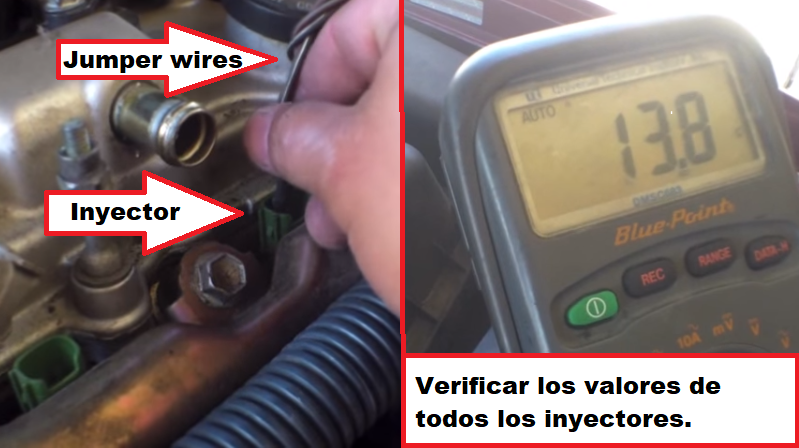 Jumper wires
Inyector
AUTO
13.8
Blue-Point
REC
RANGE
DATA-H
10A
mV
V
V
Verificar los valores de
todos los inyectores.